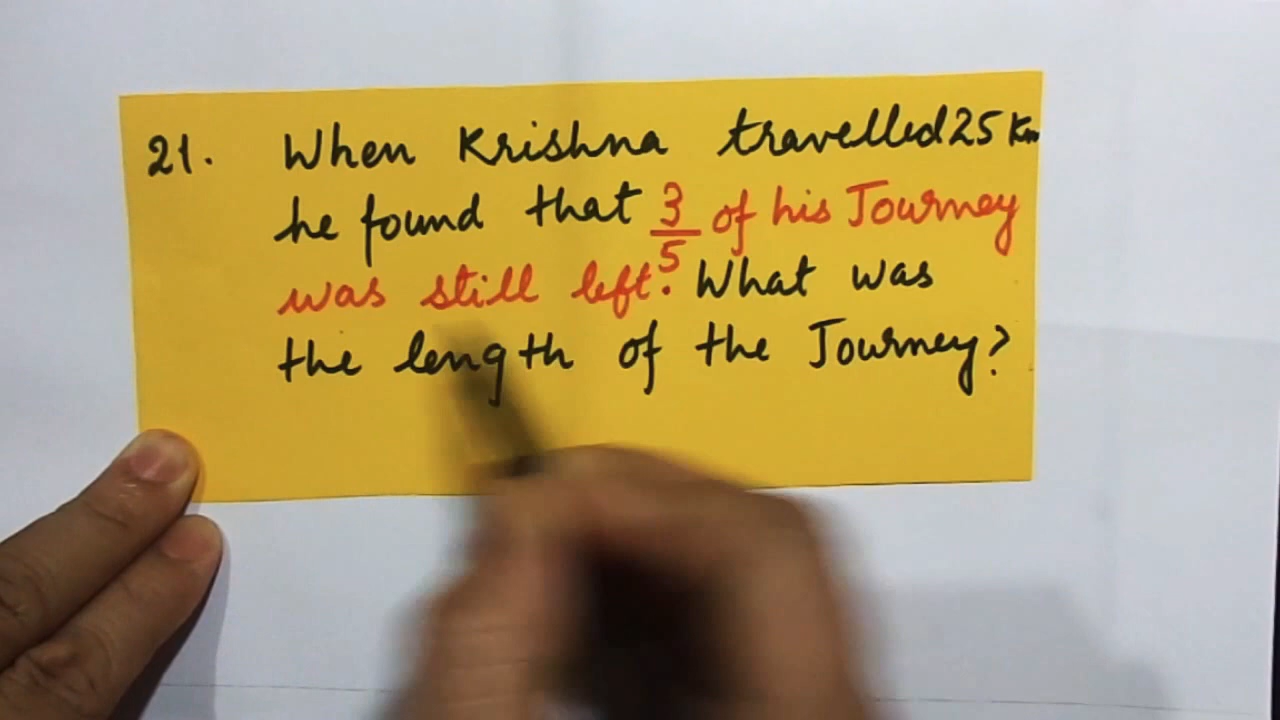 21. When Krishna travelled 25 Km
he found that 3/5 of his Journey
was still left. What was
the length of the Journey?